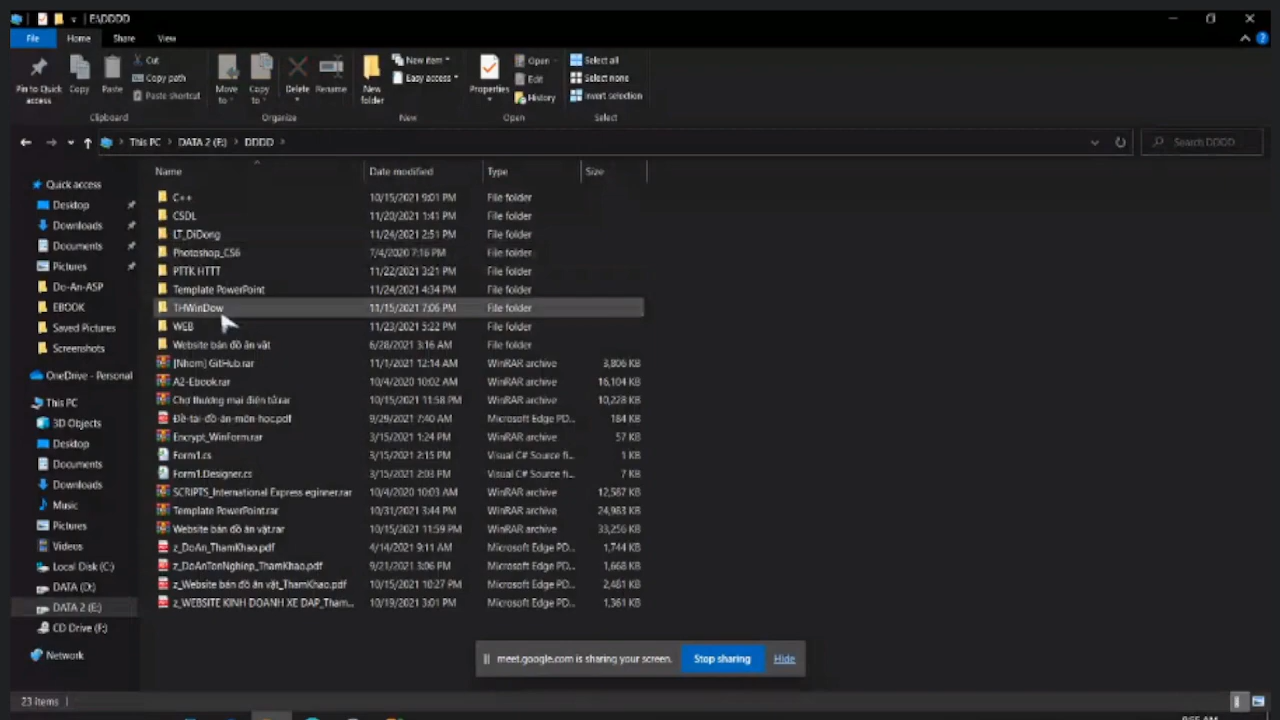 E:\DDDD
File Home Share View
Pin to Quick access
Copy
Paste
Cut
Copy path
Paste shortcut
Move to
Copy to
Delete
Rename
New folder
New item
Easy access
Properties
Open
Edit
History
Select all
Select none
Invert selection
Clipboard Organize New Open Select
This PC > DATA 2 (E:) > DDDD >
Search DDDD
Name Date modified Type Size
C++ 10/15/2021 9:01 PM File folder
CSDL 11/20/2021 1:41 PM File folder
LT_DiDong 11/24/2021 2:51 PM File folder
Photoshop_CS6 7/4/2020 7:16 PM File folder
PTTK HTTT 11/22/2021 3:21 PM File folder
Template PowerPoint 11/24/2021 4:34 PM File folder
THWinDow 11/15/2021 7:06 PM File folder
WEB 11/23/2021 5:22 PM File folder
Website bán đồ ăn vặt 6/28/2021 3:16 AM File folder
[Nhom] GitHub.rar 11/1/2021 12:14 AM WinRAR archive 3,806 KB
A2-Ebook.rar 10/4/2020 10:02 AM WinRAR archive 16,104 KB
Chợ thương mại điện tử.rar 10/15/2021 11:58 PM WinRAR archive 10,228 KB
Đề-tài-đồ-án-môn-học.pdf 9/29/2021 7:40 AM Microsoft Edge PD... 184 KB
Encrypt_WinForm.rar 3/15/2021 1:24 PM WinRAR archive 57 KB
Form1.cs 3/15/2021 2:15 PM Visual C# Source fi... 1 KB
Form1.Designer.cs 3/15/2021 2:03 PM Visual C# Source fi... 7 KB
SCRIPTS_International Express eginner.rar 10/4/2020 10:03 AM WinRAR archive 12,587 KB
Template PowerPoint.rar 10/31/2021 3:44 PM WinRAR archive 24,983 KB
Website bán đồ ăn vặt.rar 10/15/2021 11:59 PM WinRAR archive 33,256 KB
z_DoAn_ThamKhao.pdf 4/14/2021 9:11 AM Microsoft Edge PD... 1,744 KB
z_DoAnTotNghiep_ThamKhao.pdf 9/21/2021 3:06 PM Microsoft Edge PD... 1,668 KB
z_Website bán đồ ăn vặt_ThamKhao.pdf 10/15/2021 10:27 PM Microsoft Edge PD... 2,481 KB
z_WEBSITE KINH DOANH XE DAP_Tham... 10/19/2021 3:01 PM Microsoft Edge PD... 1,361 KB
Quick access
Desktop
Downloads
Documents
Pictures
Do-An-ASP
EBOOK
Saved Pictures
Screenshots
OneDrive - Personal
This PC
3D Objects
Desktop
Documents
Downloads
Music
Pictures
Videos
Local Disk (C:)
DATA (D:)
DATA 2 (E:)
CD Drive (F:)
Network
meet.google.com is sharing your screen. Stop sharing Hide
23 items